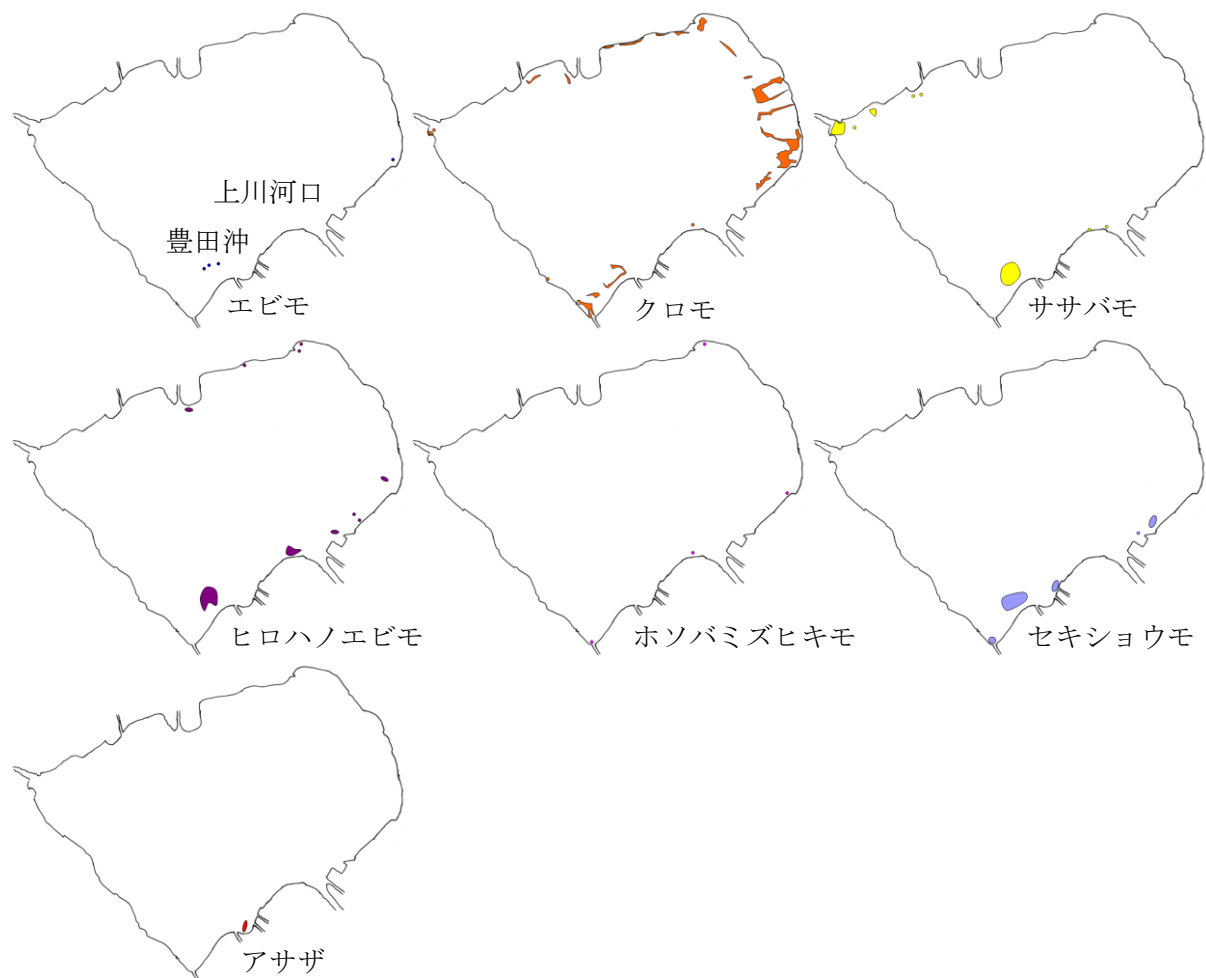 上川河口
豊田沖
エビモ
クロモ
ササバモ
ヒロハノエビモ
ホソバミズヒキモ
セキショウモ
アサザ